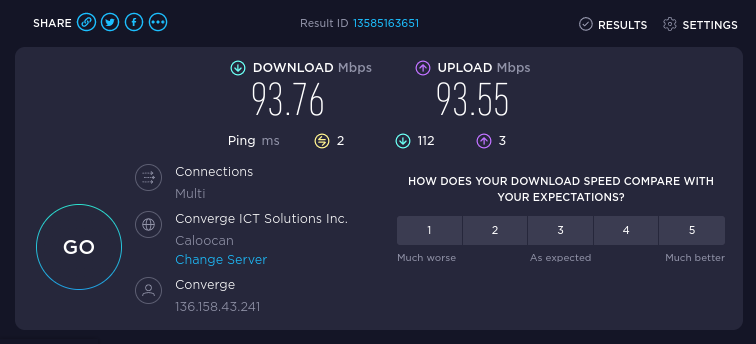 SHARE
Result ID 13585163651
RESULTS
SETTINGS
DOWNLOAD Mbps
UPLOAD Mbps
93.76
93.55
Ping ms 2 112 3
Connections
Multi
Converge ICT Solutions Inc.
Caloocan
Change Server
Converge
136.158.43.241
GO
HOW DOES YOUR DOWNLOAD SPEED COMPARE WITH
YOUR EXPECTATIONS?
1 2 3 4 5
Much worse As expected Much better